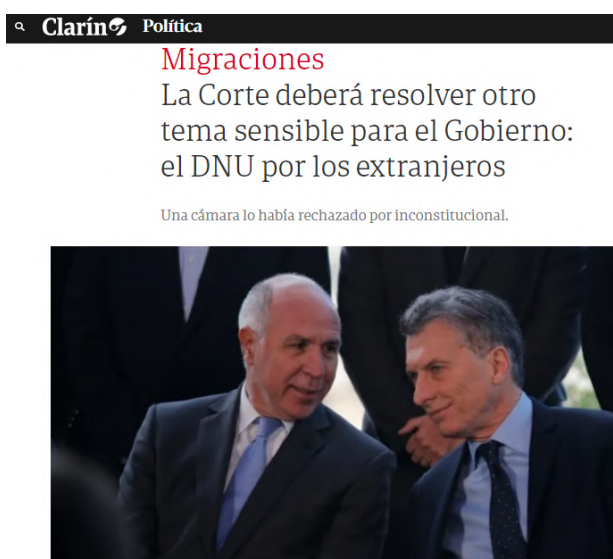 Clarín Política
Migraciones
La Corte deberá resolver otro
tema sensible para el Gobierno:
el DNU por los extranjeros
Una cámara lo había rechazado por inconstitucional.